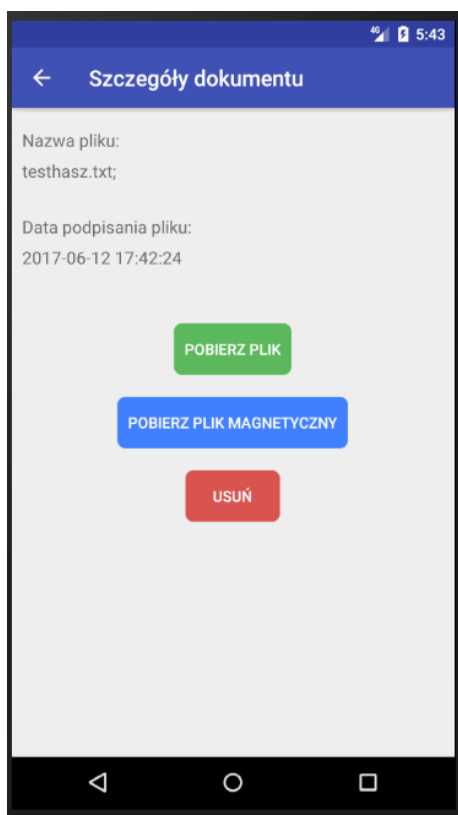 4G 5:43
Szczegóły dokumentu
Nazwa pliku:
testhasz.txt;
Data podpisania pliku:
2017-06-12 17:42:24
POBIERZ PLIK
POBIERZ PLIK MAGNETYCZNY
USUŃ